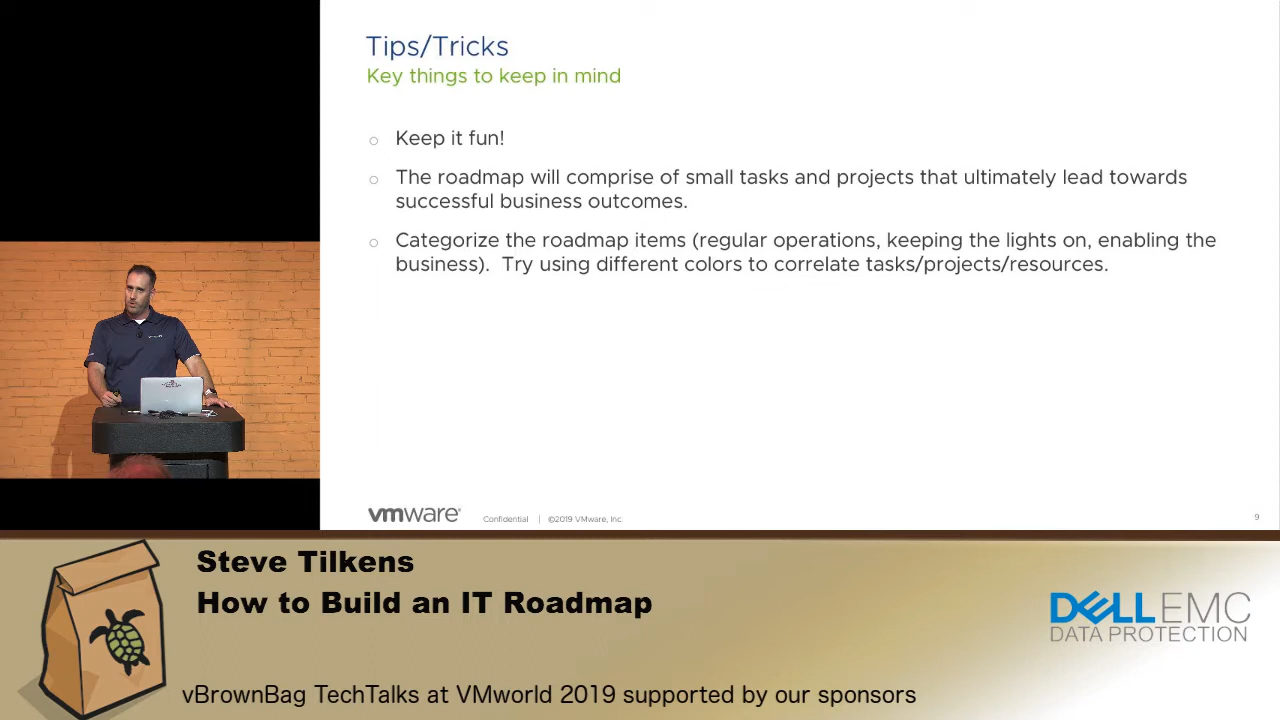 Tips/Tricks
Key things to keep in mind
Keep it fun!
The roadmap will comprise of small tasks and projects that ultimately lead towards
successful business outcomes.
Categorize the roadmap items (regular operations, keeping the lights on, enabling the
business).  Try using different colors to correlate tasks/projects/resources.
vmware®
Confidential | ©2019 VMware, Inc.
9
Steve Tilkens
How to Build an IT Roadmap
DELL EMC
DATA PROTECTION
vBrownBag TechTalks at VMworld 2019 supported by our sponsors